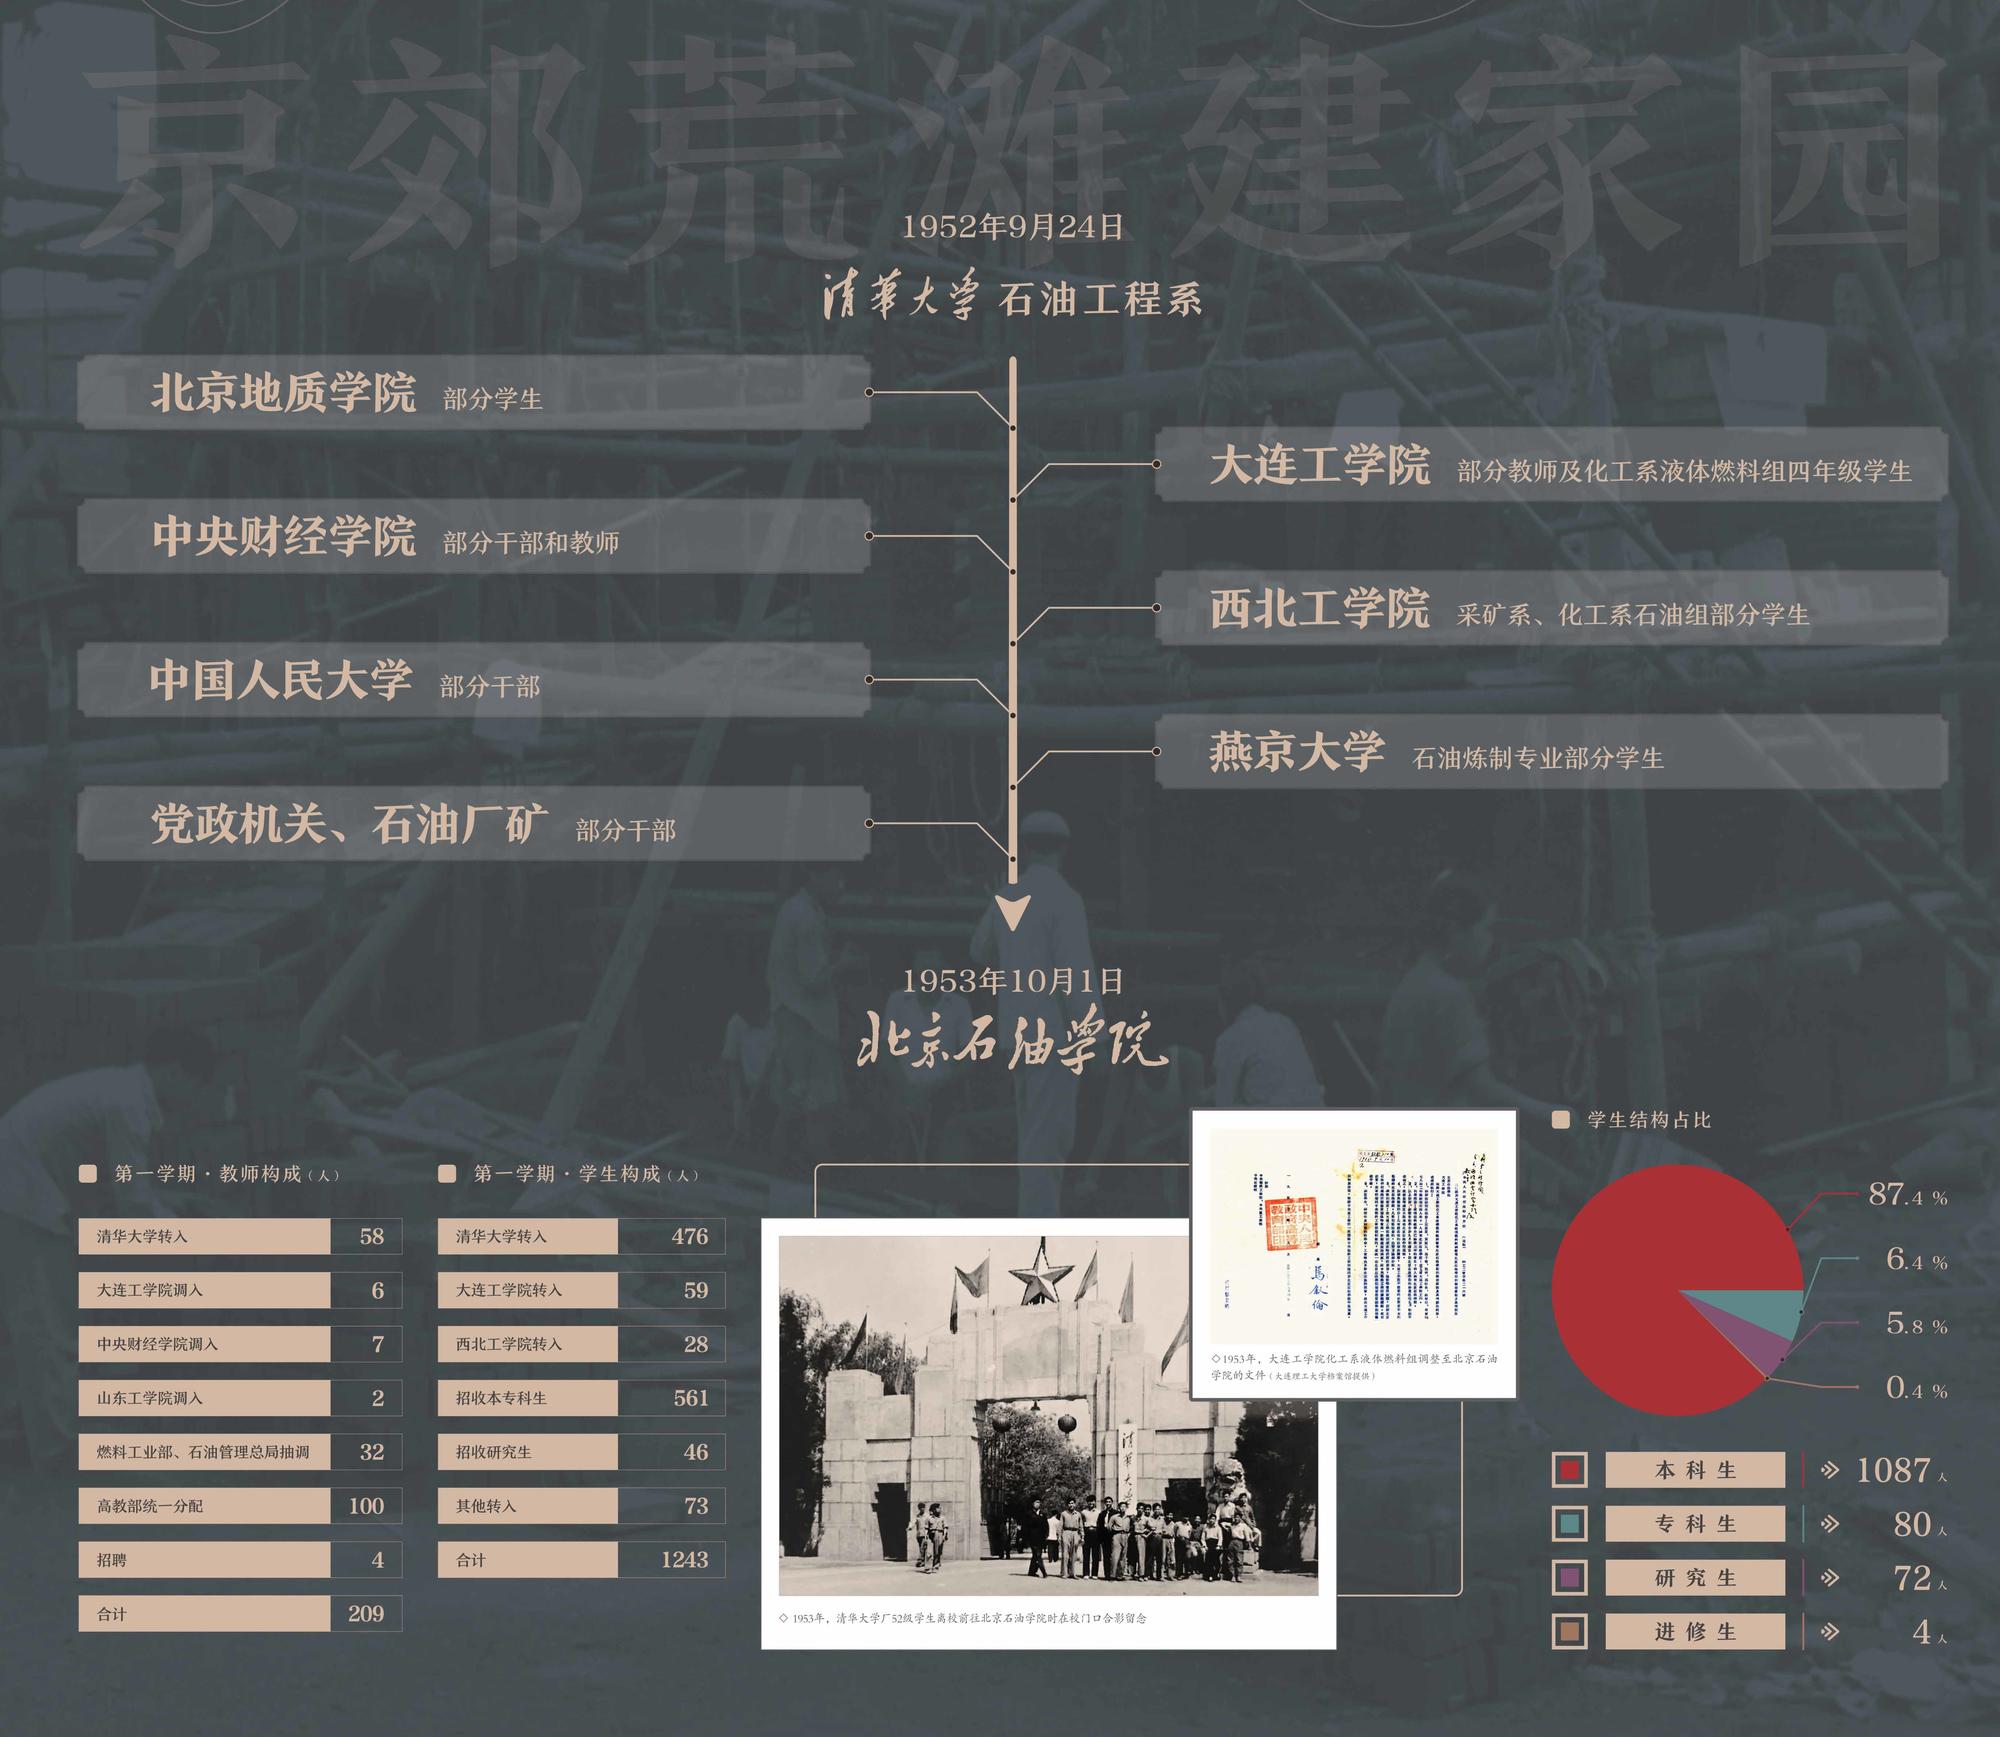 京郊荒滩建家园
1952年9月24日
清華大学 石油工程系
北京地质学院 部分学生
大连工学院 部分教师及化工系液体燃料组四年级学生
中央财经学院 部分干部和教师
西北工学院 采矿系、化工系石油组部分学生
中国人民大学 部分干部
燕京大学 石油炼制专业部分学生
党政机关、石油厂矿 部分干部
1953年10月1日
北京石油学院
第一学期·教师构成（人）
清华大学转入 58
大连工学院调入 6
中央财经学院调入 7
山东工学院调入 2
燃料工业部、石油管理总局抽调 32
高教部统一分配 100
招聘 4
合计 209
第一学期·学生构成（人）
清华大学转入 476
大连工学院转入 59
西北工学院转入 28
招收本专科生 561
招收研究生 46
其他转入 73
合计 1243
清華大
◇ 1953年，清华大学厂52级学生离校前往北京石油学院时在校门口合影留念
馬叙倫
◇1953年，大连工学院化工系液体燃料组调整至北京石油
学院的文件（大连理工大学档案馆提供）
学生结构占比
87.4 %
6.4 %
5.8 %
0.4 %
本科生 1087人
专科生 80人
研究生 72人
进修生 4人